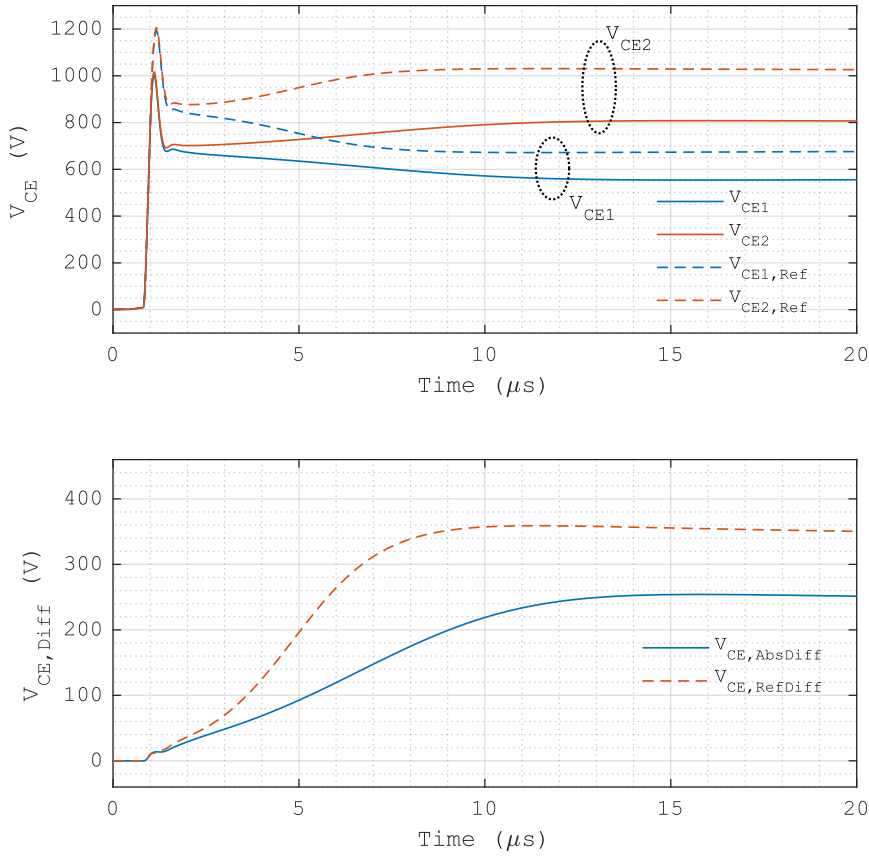 1200
1000
800
600
400
200
0
V_CE (V)
V_CE2
V_CE1
V_CE1
V_CE2
V_CE1,Ref
V_CE2,Ref
0 5 10 15 20
Time (μs)
400
300
200
100
0
V_CE,Diff (V)
V_CE,AbsDiff
V_CE,RefDiff
0 5 10 15 20
Time (μs)